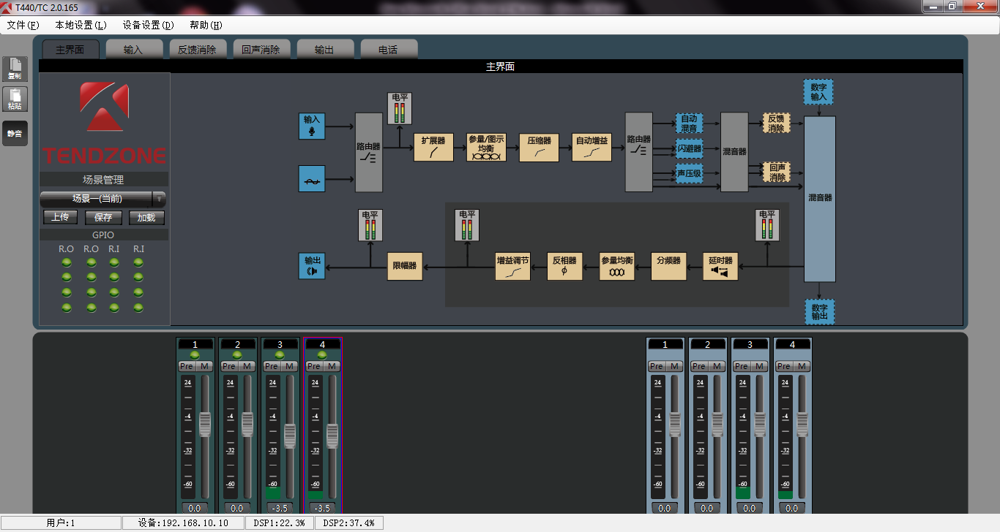 T440/TC 2.0.165
文件(F) 本地设置(L) 设备设置(D) 帮助(H)
主界面 输入 反馈消除 回声消除 输出 电话
主界面
复制
粘贴
静音
TENDZONE
场景管理
场景一(当前)
上传 保存 加载
GPIO
R.O R.O R.I R.I
输入
路由器
电平
扩展器
参量/图示
均衡
压缩器
自动增益
路由器
自动
混音
闪避器
声压级
混音器
反馈
消除
回声
消除
数字
输入
混音器
数字
输出
输出
电平
限幅器
电平
增益调节
反相器
φ
参量均衡
分频器
延时器
电平
1 2 3 4 1 2 3 4
Pre M Pre M Pre M Pre M Pre M Pre M Pre M Pre M
24 24 24 24 24 24 24 24
-4 -4 -4 -4 -4 -4 -4 -4
-32 -32 -32 -32 -32 -32 -32 -32
-60 -60 -60 -60 -60 -60 -60 -60
0.0 0.0 -3.5 -3.5 0.0 0.0 0.0 0.0
用户:1 设备:192.168.10.10 DSP1:22.3% DSP2:37.4%